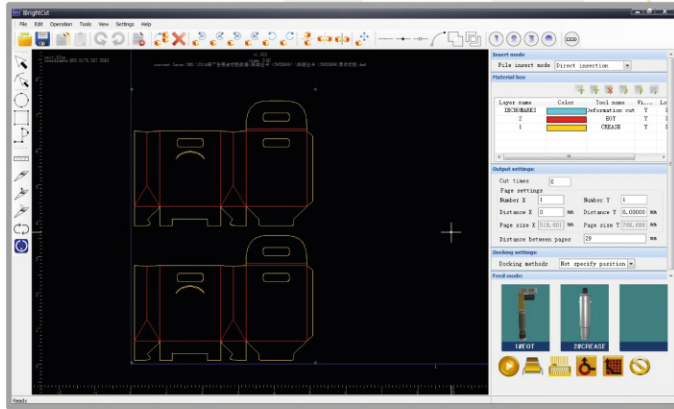 IBrightCut
File Edit Operation Tools View Settings Help
Insert mode
File insert mode Direct insertion
Material box
Layer name Color Tool name Vi... Lo
Deformation cut Y
2 EOT Y
1 CREASE Y
Output settings:
Cut times 0
Page settings
Number X 1 Number Y 1
Distance X 0 mm Distance Y 0.00000 mm
Page size X mm Page size Y mm
Distance between pages 20
Docking settings:
Docking methods Not specify position
Feed mode:
1#EOT 2#CREASE
Ready